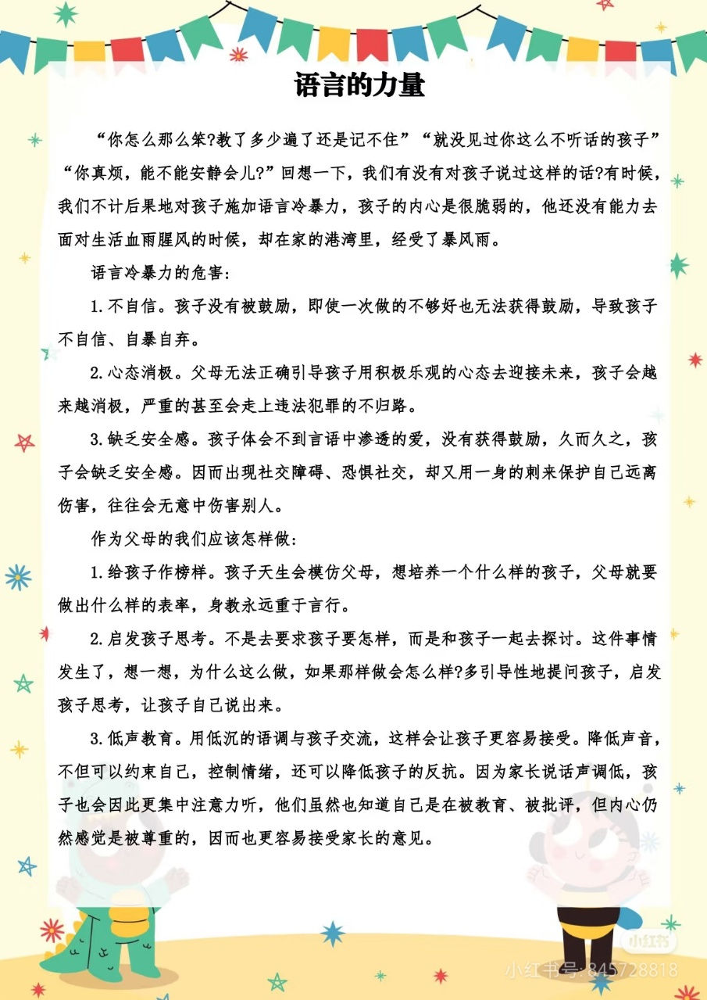 语言的力量
“你怎么那么笨?教了多少遍了还是记不住”“就没见过你这么不听话的孩子”
“你真烦，能不能安静会儿?”回想一下，我们有没有对孩子说过这样的话?有时候，
我们不计后果地对孩子施加语言冷暴力，孩子的内心是很脆弱的，他还没有能力去
面对生活血雨腥风的时候，却在家的港湾里，经受了暴风雨。
语言冷暴力的危害:
1.不自信。孩子没有被鼓励，即使一次做的不够好也无法获得鼓励，导致孩子
不自信、自暴自弃。
2.心态消极。父母无法正确引导孩子用积极乐观的心态去迎接未来，孩子会越
来越消极，严重的甚至会走上违法犯罪的不归路。
3.缺乏安全感。孩子体会不到言语中渗透的爱，没有获得鼓励，久而久之，孩
子会缺乏安全感。因而出现社交障碍、恐惧社交，却又用一身的刺来保护自己远离
伤害，往往会无意中伤害别人。
作为父母的我们应该怎样做:
1.给孩子作榜样。孩子天生会模仿父母，想培养一个什么样的孩子，父母就要
做出什么样的表率，身教永远重于言行。
2.启发孩子思考。不是去要求孩子要怎样，而是和孩子一起去探讨。这件事情
发生了，想一想，为什么这么做，如果那样做会怎么样?多引导性地提问孩子，启发
孩子思考，让孩子自己说出来。
3.低声教育。用低沉的语调与孩子交流，这样会让孩子更容易接受。降低声音，
不但可以约束自己，控制情绪，还可以降低孩子的反抗。因为家长说话声调低，孩
子也会因此更集中注意力听，他们虽然也知道自己是在被教育、被批评，但内心仍
然感觉是被尊重的，因而也更容易接受家长的意见。
小红书
小红书号:845728818